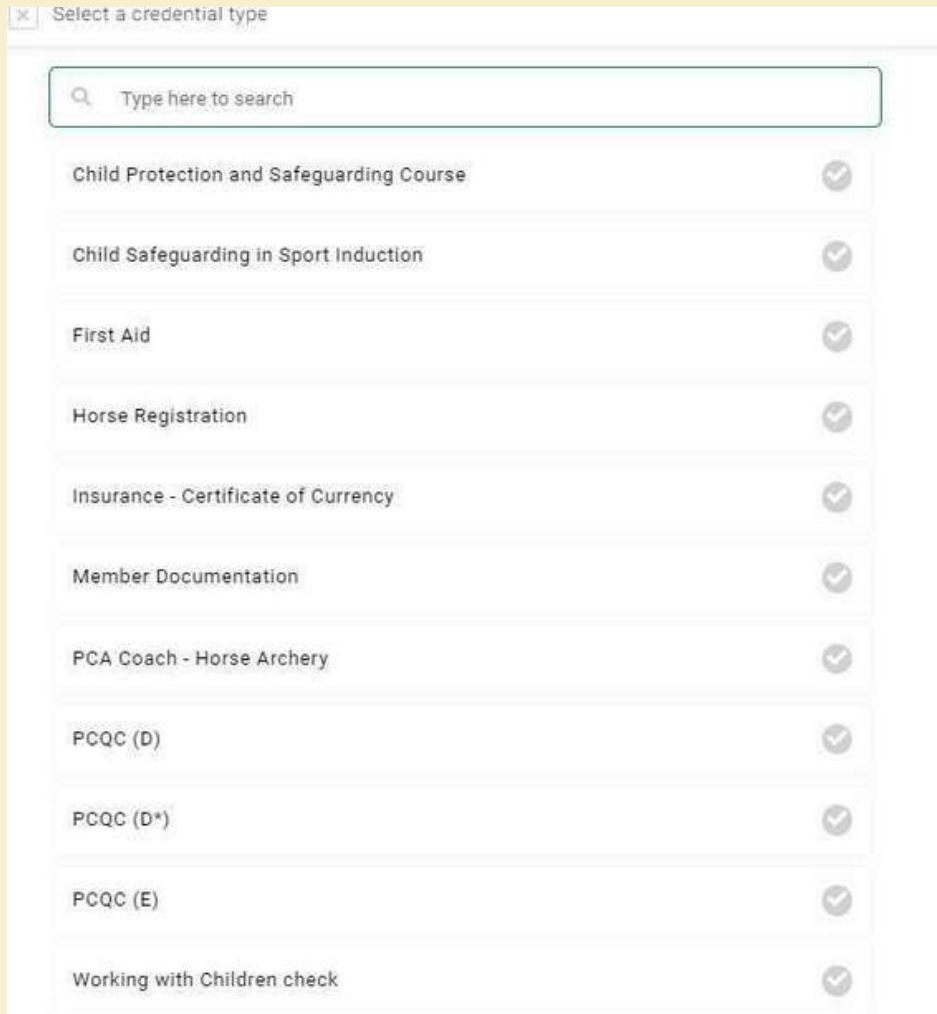 Select a credential type
Type here to search
Child Protection and Safeguarding Course
Child Safeguarding in Sport Induction
First Aid
Horse Registration
Insurance - Certificate of Currency
Member Documentation
PCA Coach - Horse Archery
PCQC (D)
PCQC (D*)
PCQC (E)
Working with Children check